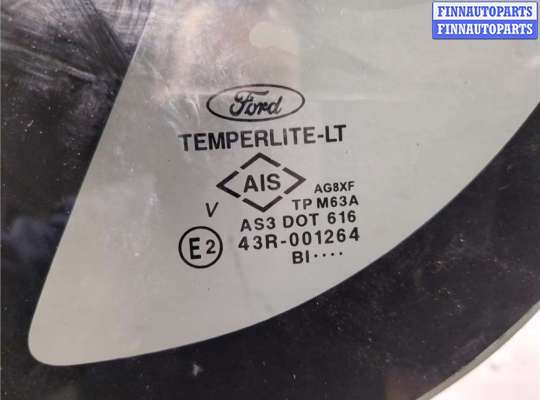 FINNAUTOPARTS
FINNAUTOPARTS
Ford
TEMPERLITE-LT
AIS
AG8XF
V TP M63A
AS3 DOT 616
E2 43R-001264
BI····